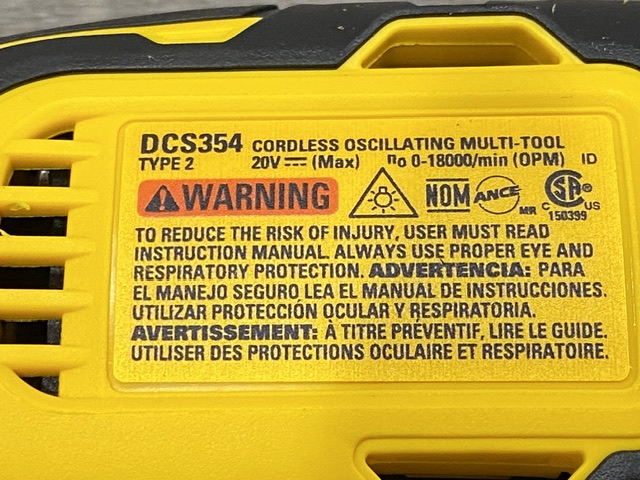 DCS354 CORDLESS OSCILLATING MULTI-TOOL
TYPE 2 20V ⎓ (Max) no 0-18000/min (OPM) ID
WARNING NOM ANCE MR C SA ® US
150399
TO REDUCE THE RISK OF INJURY, USER MUST READ
INSTRUCTION MANUAL. ALWAYS USE PROPER EYE AND
RESPIRATORY PROTECTION. ADVERTENCIA: PARA
EL MANEJO SEGURO LEA EL MANUAL DE INSTRUCCIONES.
UTILIZAR PROTECCIÓN OCULAR Y RESPIRATORIA.
AVERTISSEMENT: À TITRE PRÉVENTIF, LIRE LE GUIDE.
UTILISER DES PROTECTIONS OCULAIRE ET RESPIRATOIRE.